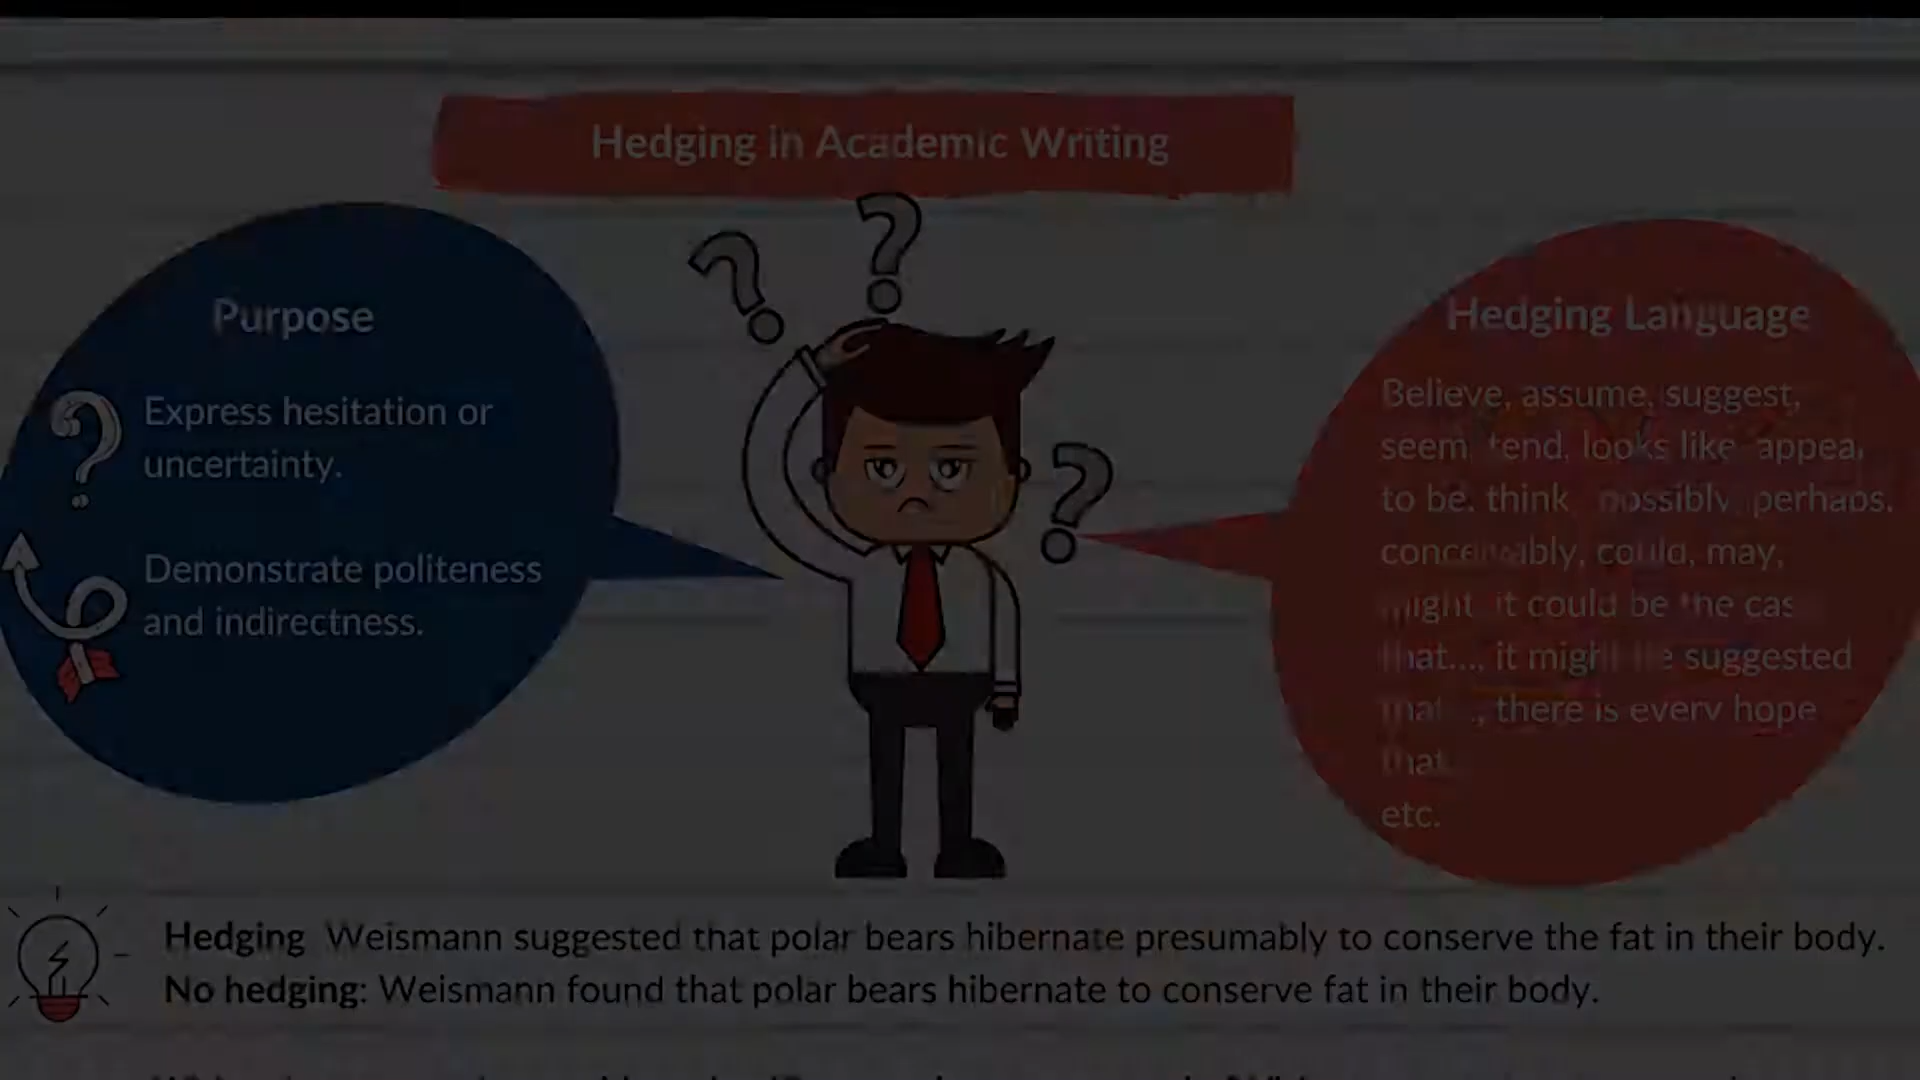 Hedging in Academic Writing
Purpose
Express hesitation or
uncertainty.
Demonstrate politeness
and indirectness.
Hedging Language
Believe, assume, suggest,
seem, tend, looks like, appear
to be, think, possibly, perhaps,
conceivably, could, may,
might, it could be the case
that..., it might be suggested
that..., there is every hope
that
etc.
Hedging Weismann suggested that polar bears hibernate presumably to conserve the fat in their body.
No hedging: Weismann found that polar bears hibernate to conserve fat in their body.